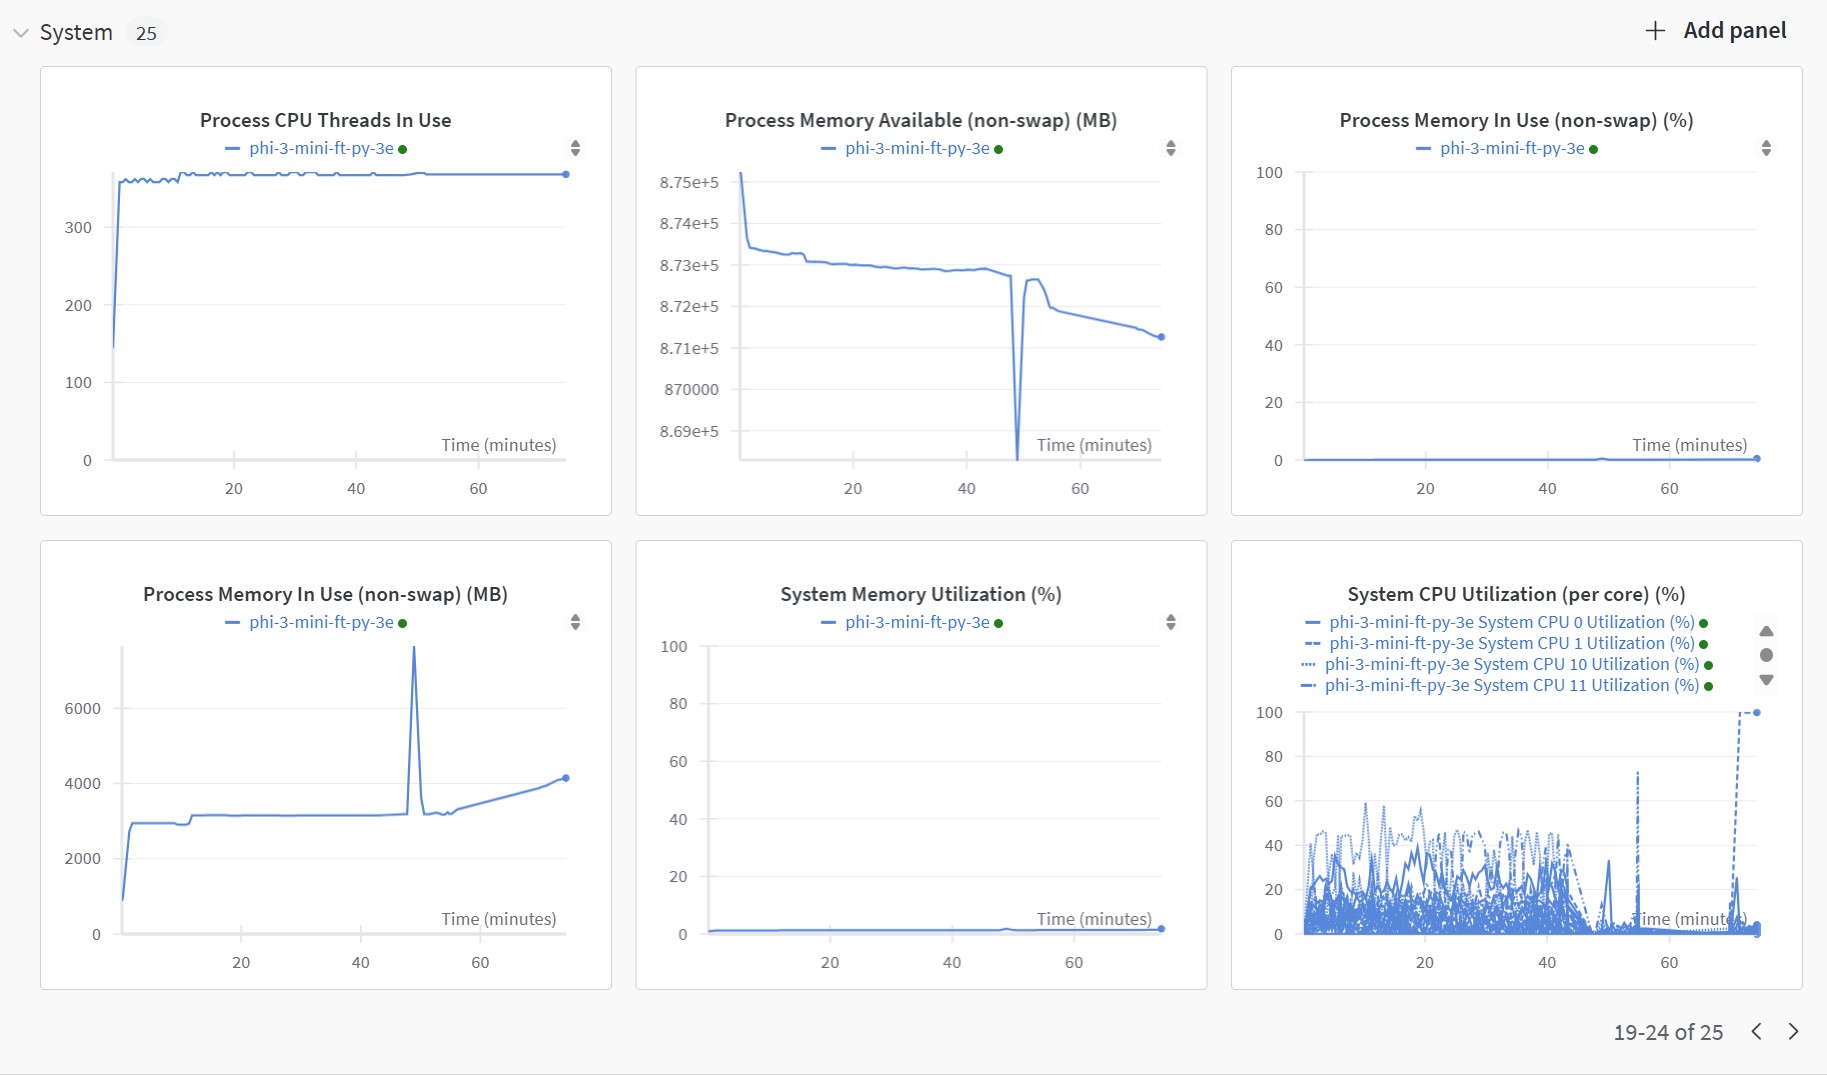 System 25
Add panel
Process CPU Threads In Use
phi-3-mini-ft-py-3e
300
200
100
0
Time (minutes)
20 40 60
Process Memory Available (non-swap) (MB)
phi-3-mini-ft-py-3e
8.75e+5
8.74e+5
8.73e+5
8.72e+5
8.71e+5
870000
8.69e+5
Time (minutes)
20 40 60
Process Memory In Use (non-swap) (%)
phi-3-mini-ft-py-3e
100
80
60
40
20
0
Time (minutes)
20 40 60
Process Memory In Use (non-swap) (MB)
phi-3-mini-ft-py-3e
6000
4000
2000
0
Time (minutes)
20 40 60
System Memory Utilization (%)
phi-3-mini-ft-py-3e
100
80
60
40
20
0
Time (minutes)
20 40 60
System CPU Utilization (per core) (%)
phi-3-mini-ft-py-3e System CPU 0 Utilization (%)
phi-3-mini-ft-py-3e System CPU 1 Utilization (%)
phi-3-mini-ft-py-3e System CPU 10 Utilization (%)
phi-3-mini-ft-py-3e System CPU 11 Utilization (%)
100
80
60
40
20
0
Time (minutes)
20 40 60
19-24 of 25